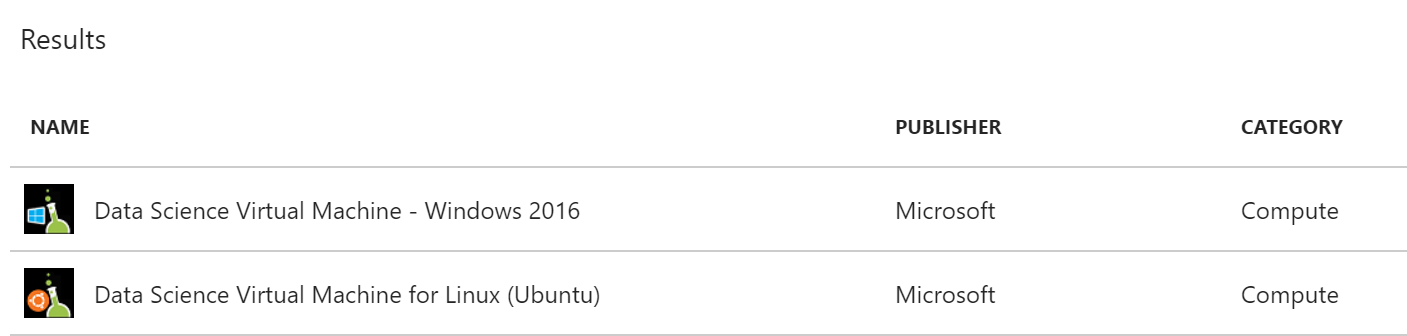 Results
NAME PUBLISHER CATEGORY
Data Science Virtual Machine - Windows 2016 Microsoft Compute
Data Science Virtual Machine for Linux (Ubuntu) Microsoft Compute